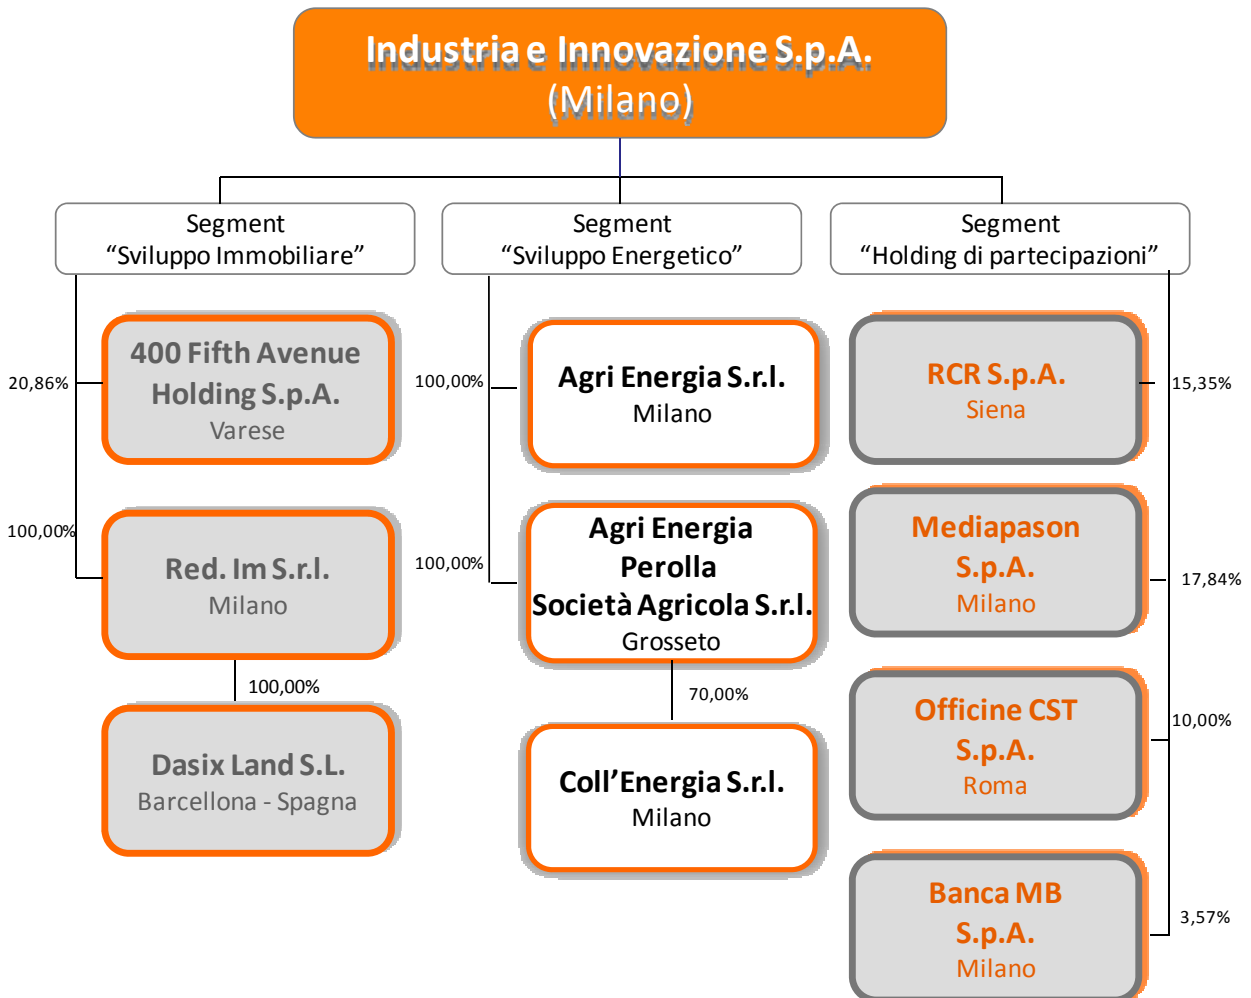 Industria e Innovazione S.p.A.
(Milano)
Segment
“Sviluppo Immobiliare”
Segment
“Sviluppo Energetico”
Segment
“Holding di partecipazioni”
20,86%
400 Fifth Avenue
Holding S.p.A.
Varese
100,00%
Red. Im S.r.l.
Milano
100,00%
Dasix Land S.L.
Barcellona - Spagna
100,00%
Agri Energia S.r.l.
Milano
100,00%
Agri Energia
Perolla
Società Agricola S.r.l.
Grosseto
70,00%
Coll’Energia S.r.l.
Milano
RCR S.p.A.
Siena
15,35%
Mediapason
S.p.A.
Milano
17,84%
Officine CST
S.p.A.
Roma
10,00%
Banca MB
S.p.A.
Milano
3,57%